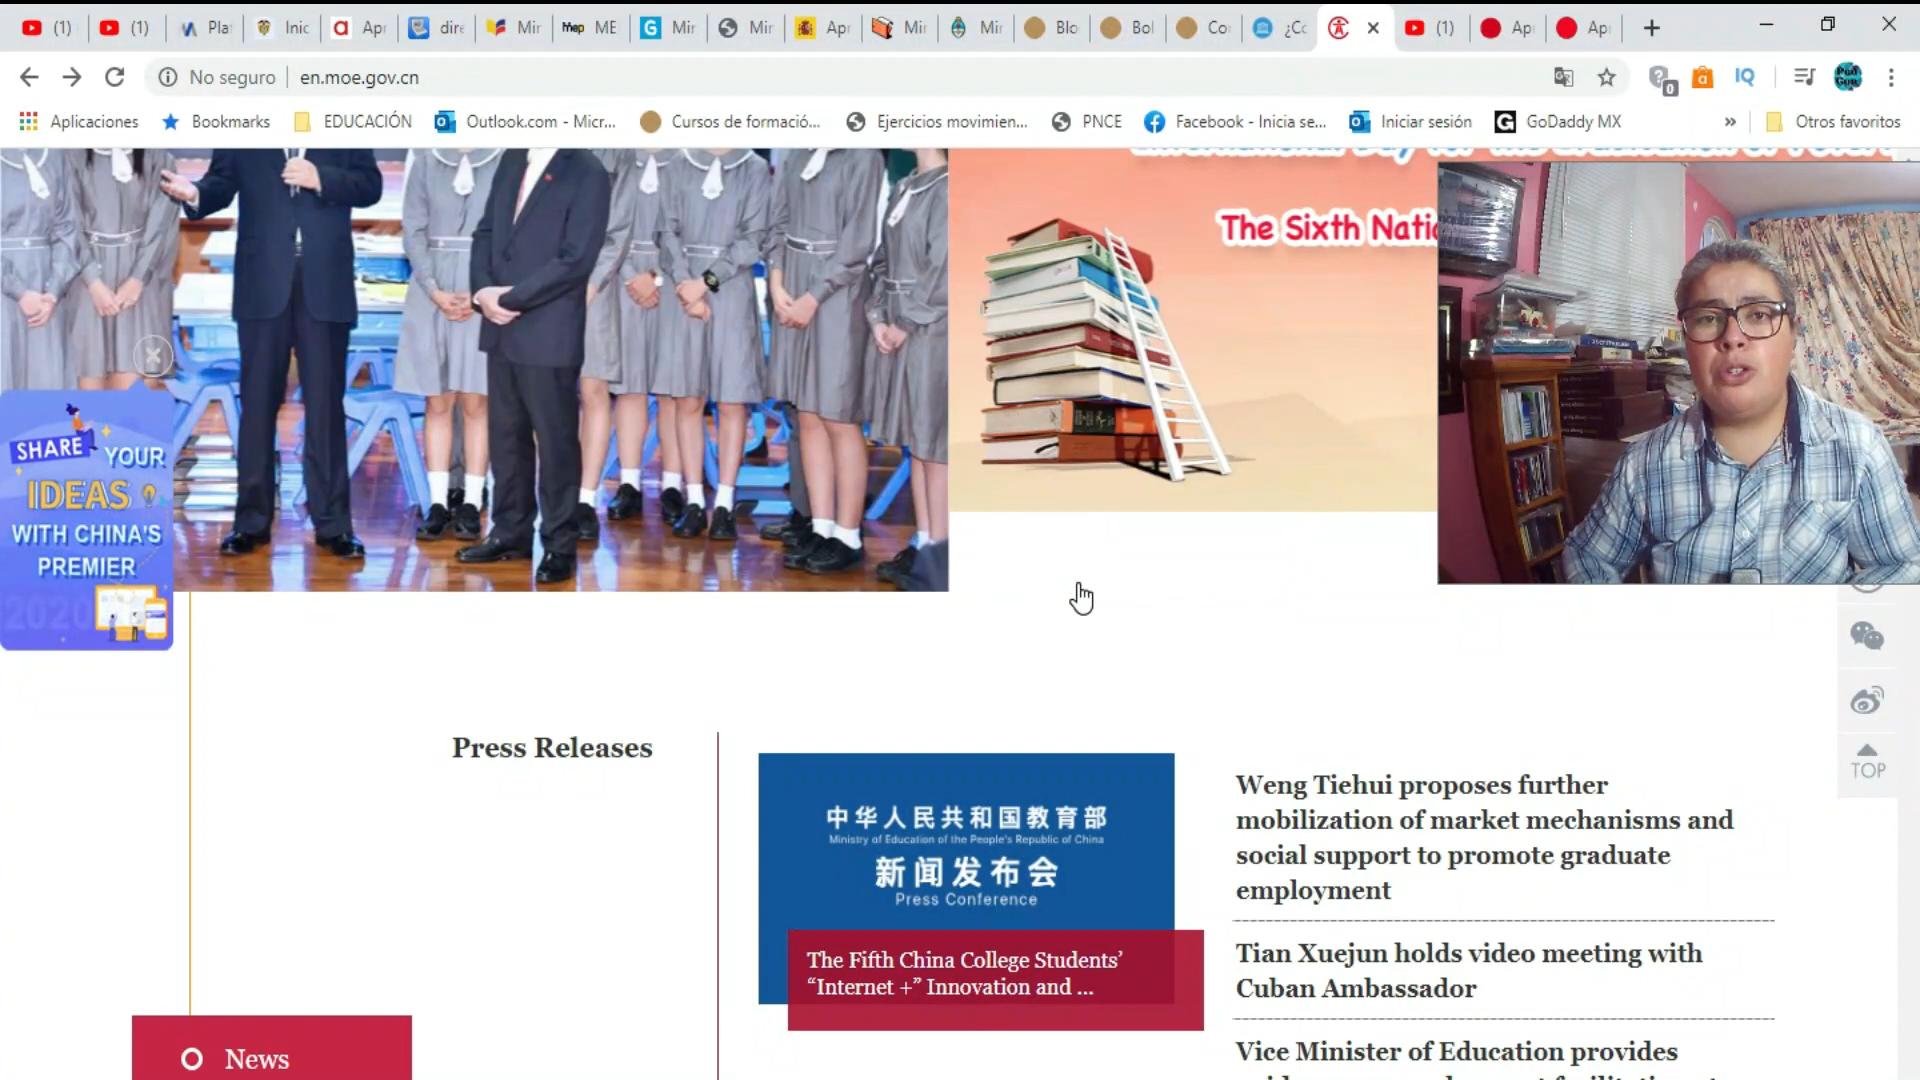 (1)
(1)
Pla
Inic
Apr
dire
Mir
mep ME
Mir
Mir
Apr
Mir
Mir
Blo
Bol
Co
¿Cc
(1)
Ap
Ap
No seguro
en.moe.gov.cn
0
IQ
Aplicaciones
Bookmarks
EDUCACIÓN
Outlook.com - Micr...
Cursos de formació...
Ejercicios movimien...
PNCE
Facebook - Inicia se...
Iniciar sesión
GoDaddy MX
»
Otros favoritos
The Sixth Natio
SHARE YOUR
IDEAS
WITH CHINA'S
PREMIER
2020
Press Releases
中华人民共和国教育部
Ministry of Education of the People's Republic of China
新闻发布会
Press Conference
The Fifth China College Students’
“Internet +” Innovation and ...
Weng Tiehui proposes further
mobilization of market mechanisms and
social support to promote graduate
employment
Tian Xuejun holds video meeting with
Cuban Ambassador
Vice Minister of Education provides
TOP
News